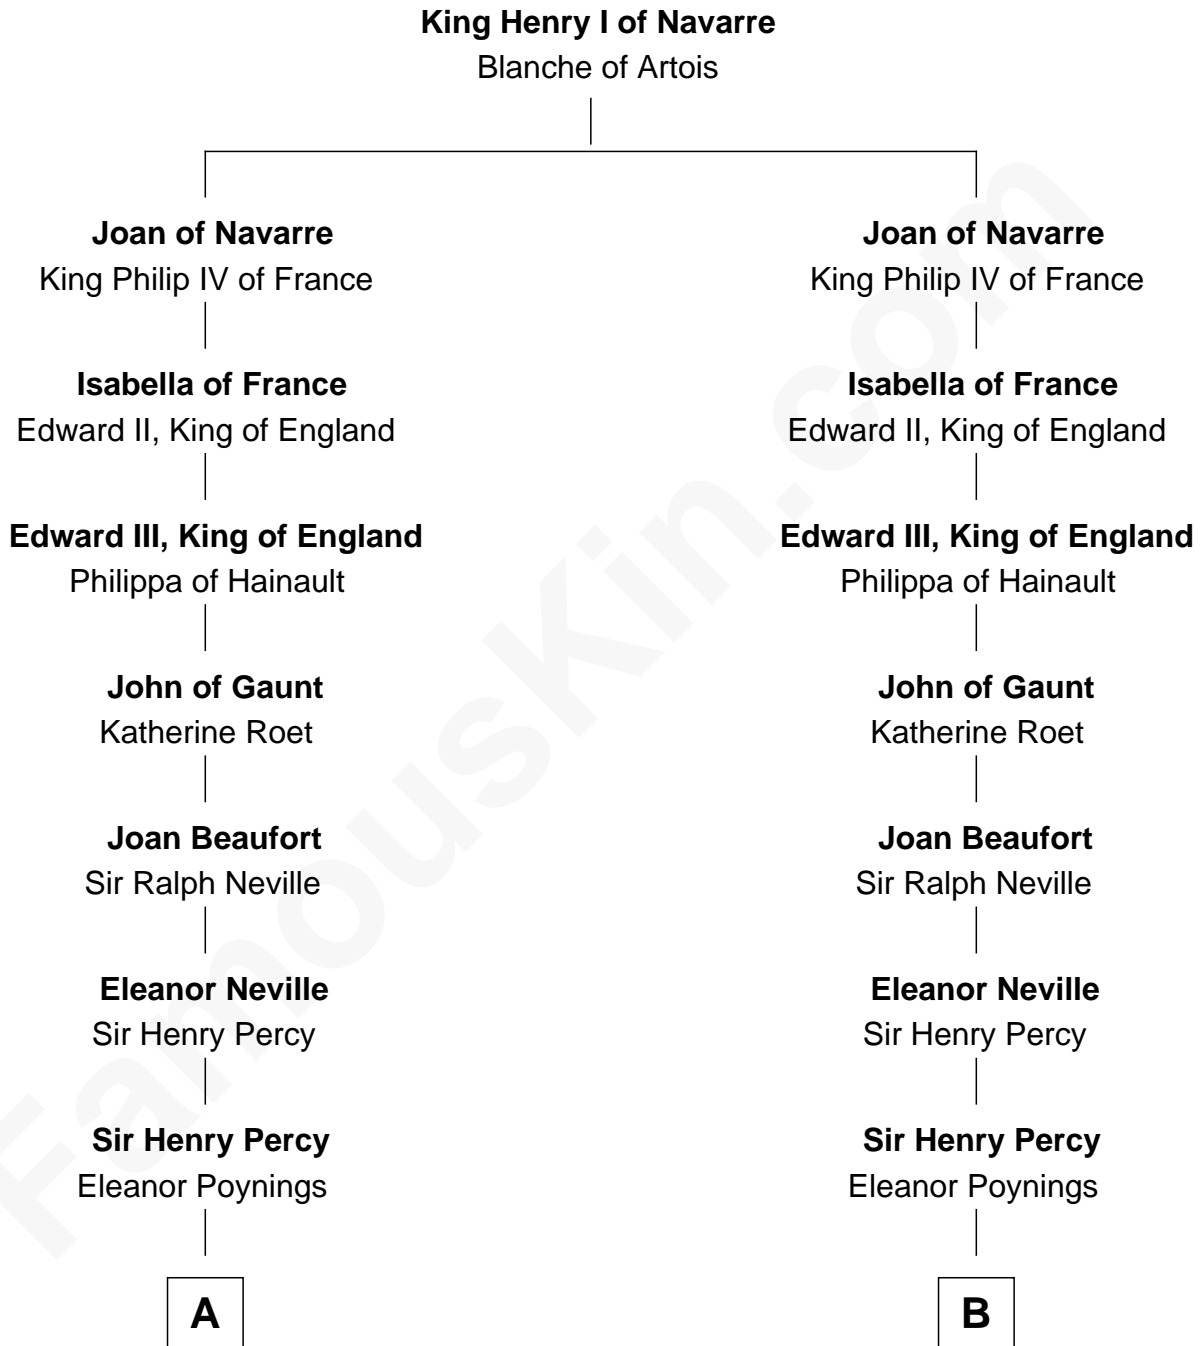 King Henry I of Navarre
Blanche of Artois
Joan of Navarre
King Philip IV of France
Joan of Navarre
King Philip IV of France
Isabella of France
Edward II, King of England
Isabella of France
Edward II, King of England
Edward III, King of England
Philippa of Hainault
Edward III, King of England
Philippa of Hainault
John of Gaunt
Katherine Roet
John of Gaunt
Katherine Roet
Joan Beaufort
Sir Ralph Neville
Joan Beaufort
Sir Ralph Neville
Eleanor Neville
Sir Henry Percy
Eleanor Neville
Sir Henry Percy
Sir Henry Percy
Eleanor Poynings
Sir Henry Percy
Eleanor Poynings
A
B
FamousKin.com